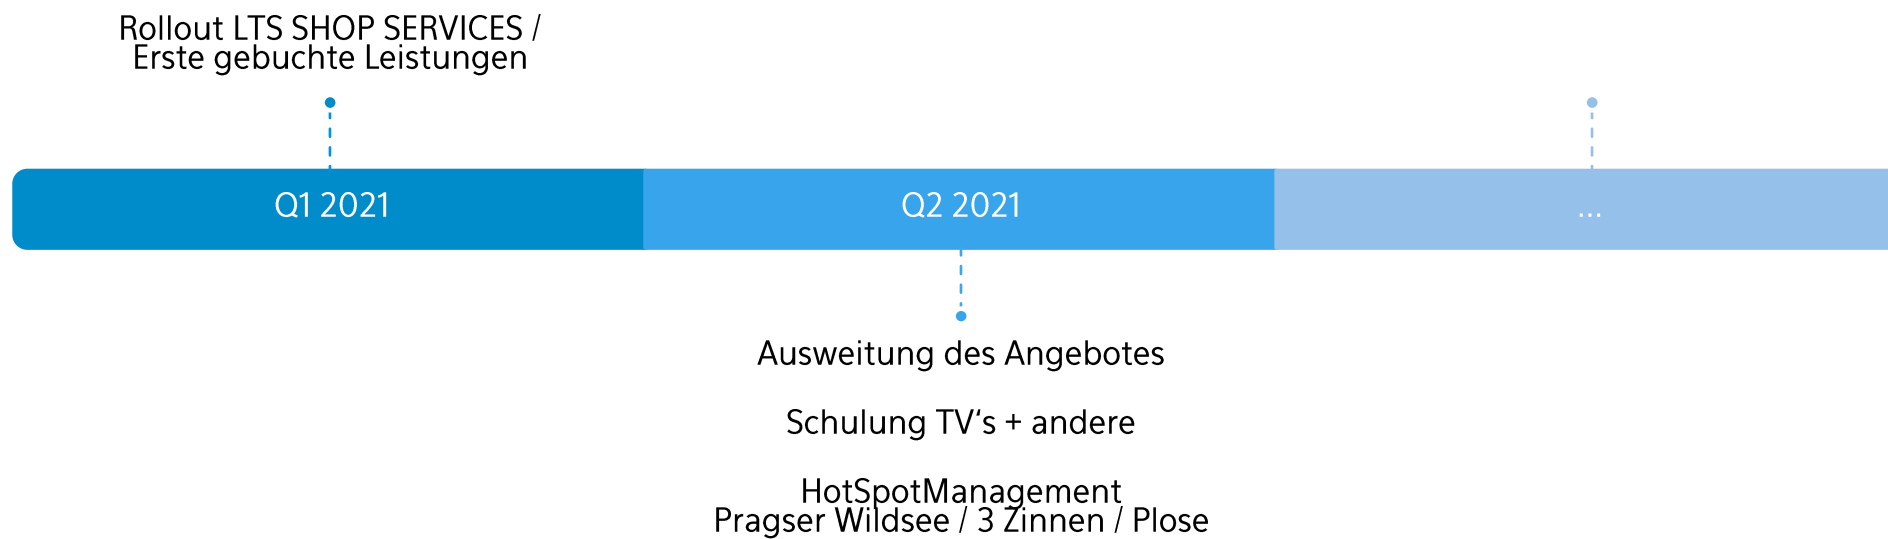 Rollout LTS SHOP SERVICES /
Erste gebuchte Leistungen
Q1 2021
Q2 2021
...
Ausweitung des Angebotes
Schulung TV‘s + andere
HotSpotManagement
Pragser Wildsee / 3 Zinnen / Plose